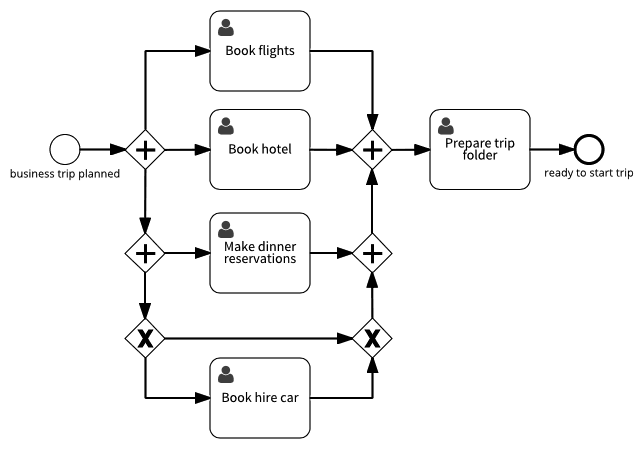 Book flights
Book hotel
business trip planned
Prepare trip
folder
ready to start trip
Make dinner
reservations
Book hire car